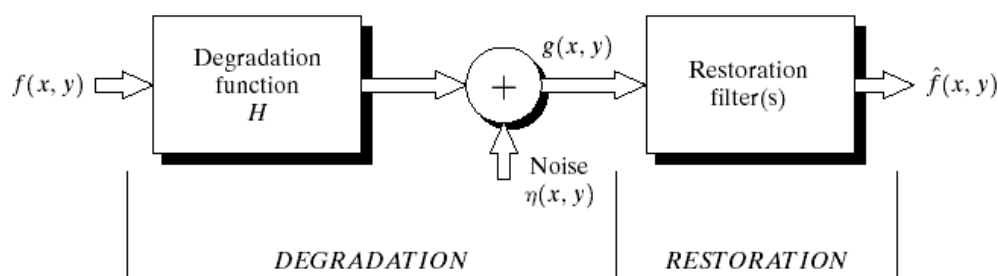 f(x, y)
Degradation
function
H
+
g(x, y)
Noise
η(x, y)
Restoration
filter(s)
f̂(x, y)
DEGRADATION
RESTORATION